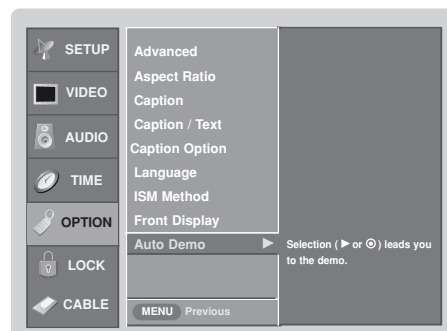 SETUP
VIDEO
AUDIO
TIME
OPTION
LOCK
CABLE
Advanced
Aspect Ratio
Caption
Caption / Text
Caption Option
Language
ISM Method
Front Display
Auto Demo ▶
MENU Previous
Selection ( ▶ or ⊙ ) leads you
to the demo.